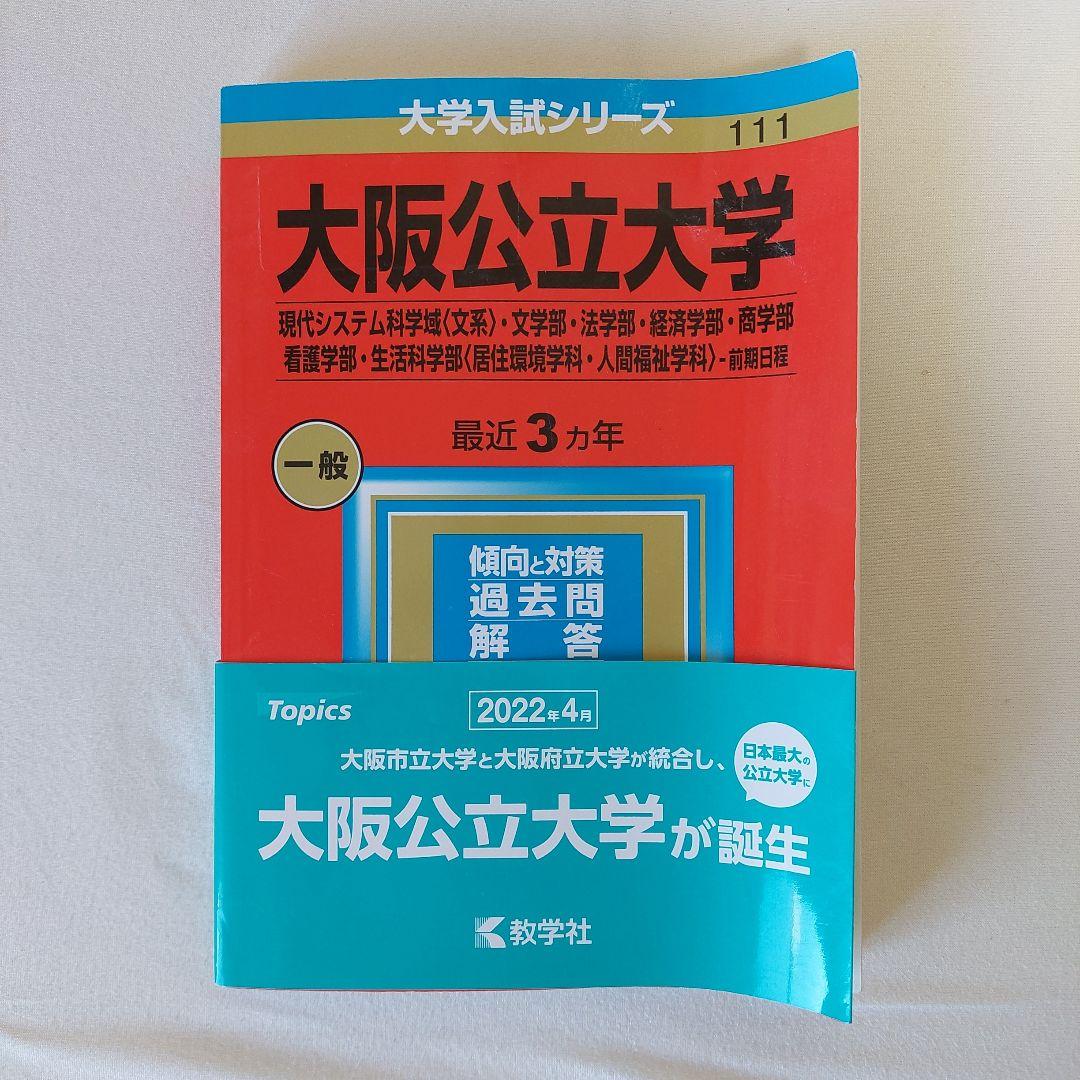 大学入試シリーズ
111
大阪公立大学
現代システム科学域〈文系〉・文学部・法学部・経済学部・商学部
看護学部・生活科学部〈居住環境学科・人間福祉学科〉-前期日程
最近3カ年
一般
傾向と対策
過去問
解答
Topics
2022年4月
大阪市立大学と大阪府立大学が統合し、
日本最大の
公立大学に
大阪公立大学が誕生
教学社